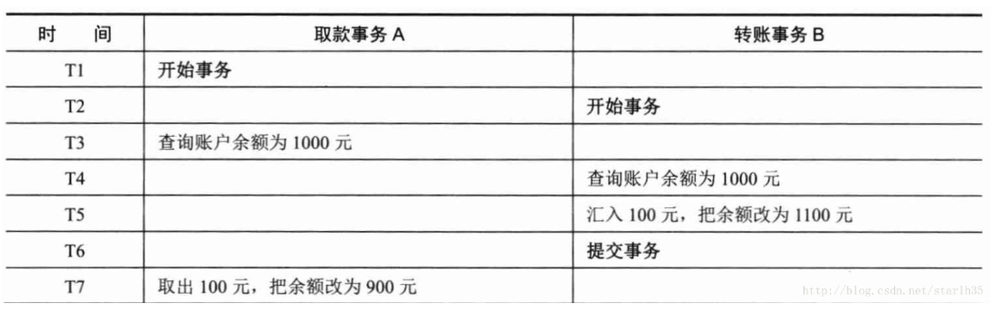 时 间 取款事务 A 转账事务 B
T1 开始事务
T2 开始事务
T3 查询账户余额为 1000 元
T4 查询账户余额为 1000 元
T5 汇入 100 元，把余额改为 1100 元
T6 提交事务
T7 取出 100 元，把余额改为 900 元
http://blog.csdn.net/starlh35